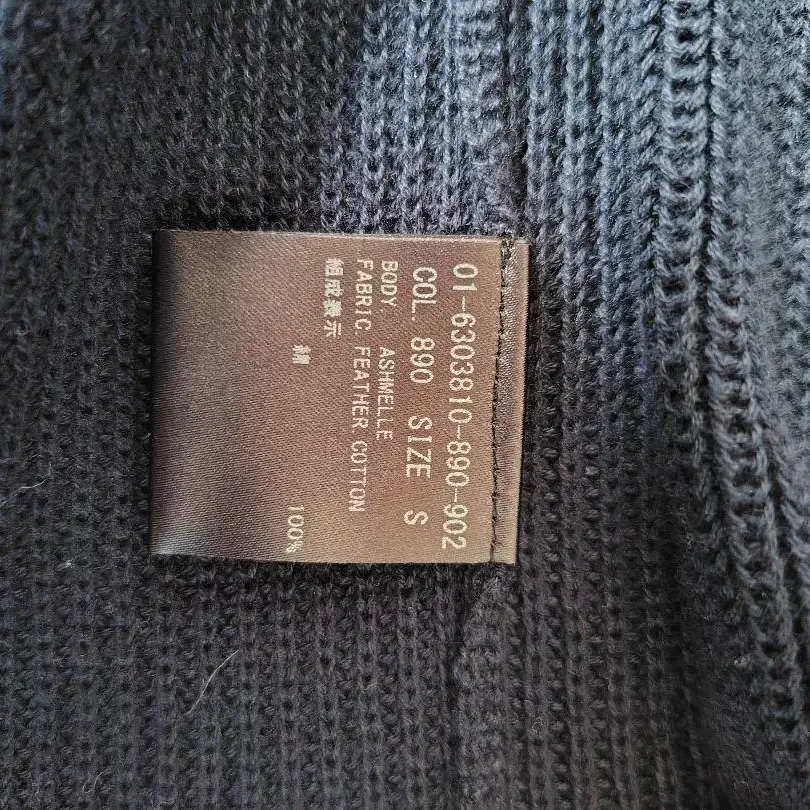 01-6303810-890-902
COL. 890 SIZE S
BODY. ASHMELLE
FABRIC FEATHER COTTON
組成表示
綿 100%